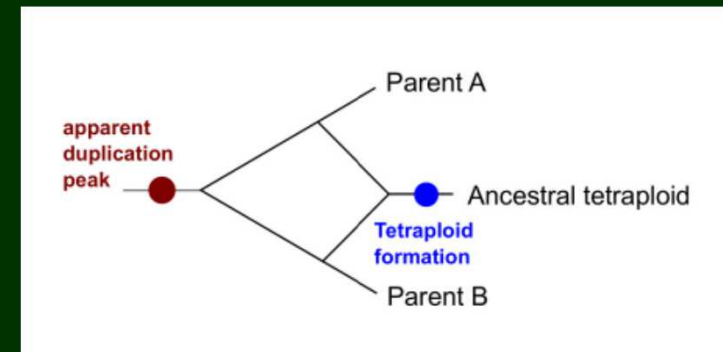 Parent A
apparent
duplication
peak
Ancestral tetraploid
Tetraploid
formation
Parent B